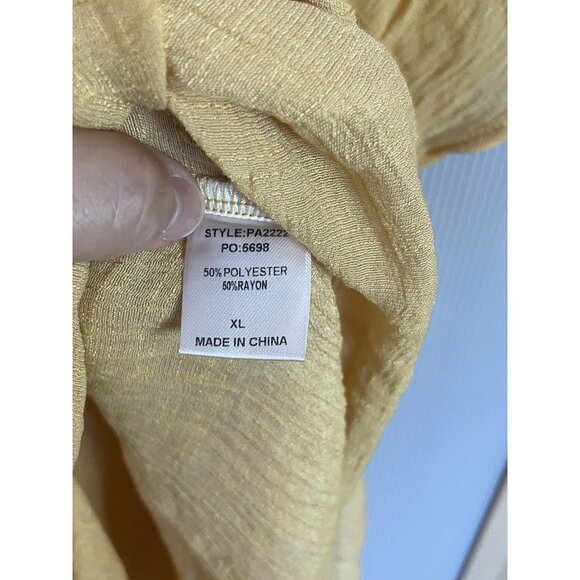 STYLE:PA2222
PO:5698
50%POLYESTER
50%RAYON
XL
MADE IN CHINA